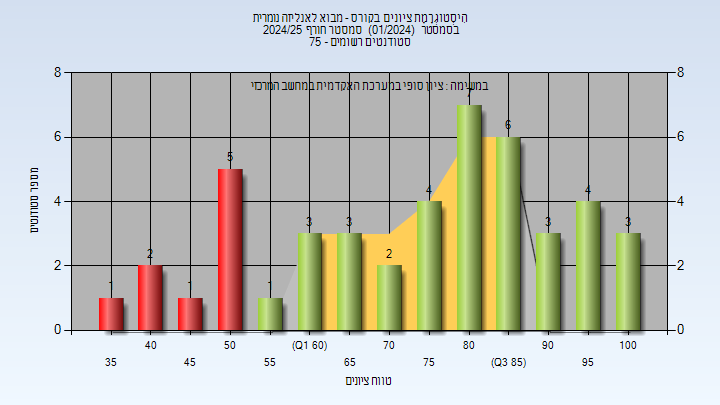 הִיסְטוֹגְרָמַת ציונים בקורס - מבוא לאנליזה נומרית
בסמסטר (01/2024) סמסטר חורף 2024/25
סטודנטים רשומים - 75
במשימה : ציון סופי במערכת האקדמית במחשב המרכזי
מספר סטודנטים
8 8
6 6
4 4
2 2
0 0
1 2 1 5 1 3 3 2 4 7 6 3 4 3
40 50 (Q1 60) 70 80 90 100
35 45 55 65 75 (Q3 85) 95
טווח ציונים